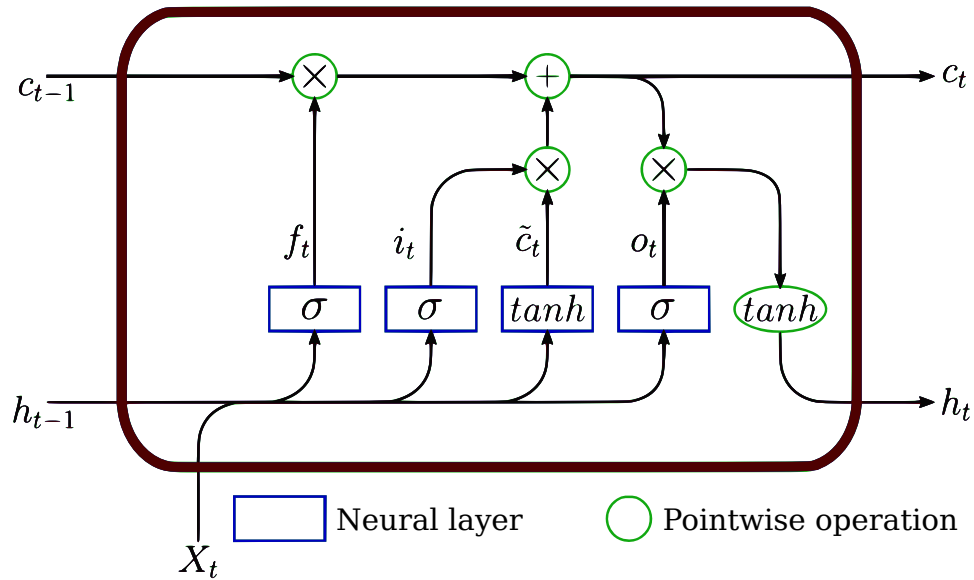 × +
c_{t-1} c_t
× ×
f_t i_t c̃_t o_t
σ σ tanh σ tanh
h_{t-1} h_t
Neural layer Pointwise operation
X_t